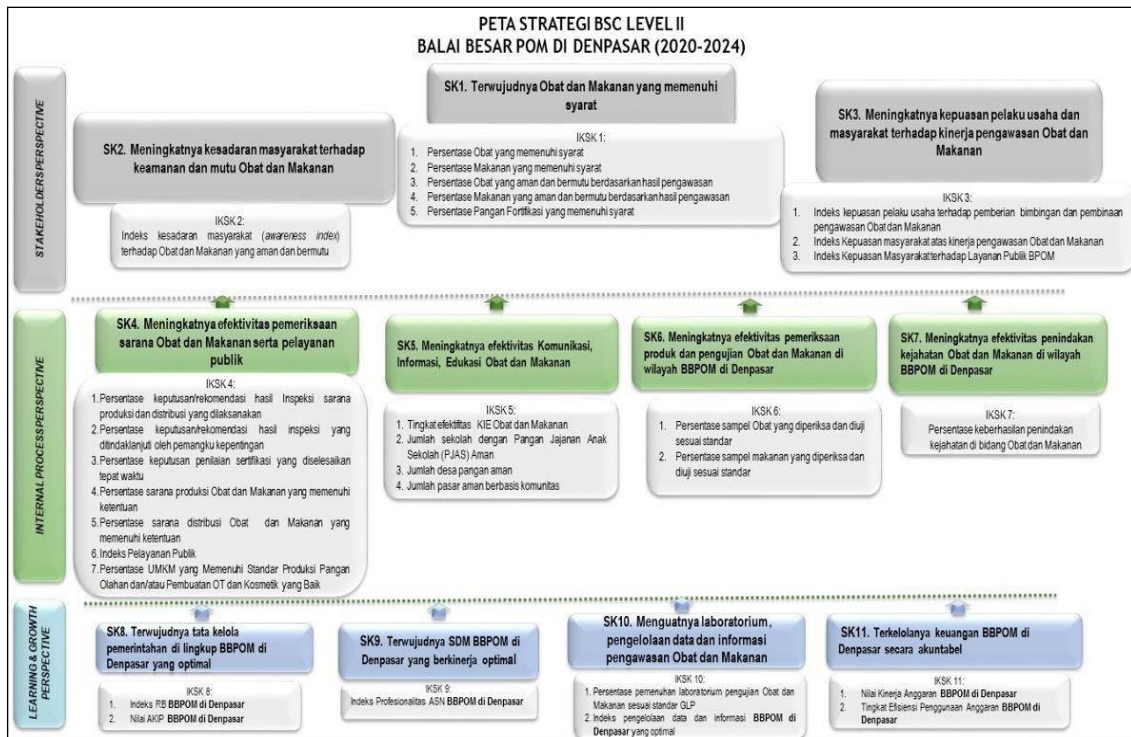 PETA STRATEGI BSC LEVEL II
BALAI BESAR POM DI DENPASAR (2020-2024)
STAKEHOLDERS PERSPECTIVE
SK2. Meningkatnya kesadaran masyarakat terhadap
keamanan dan mutu Obat dan Makanan
IKSK 2:
Indeks kesadaran masyarakat (awareness index)
terhadap Obat dan Makanan yang aman dan bermutu
SK1. Terwujudnya Obat dan Makanan yang memenuhi
syarat
IKSK 1:
1. Persentase Obat yang memenuhi syarat
2. Persentase Makanan yang memenuhi syarat
3. Persentase Obat yang aman dan bermutu berdasarkan hasil pengawasan
4. Persentase Makanan yang aman dan bermutu berdasarkan hasil pengawasan
5. Persentase Pangan Fortifikasi yang memenuhi syarat
SK3. Meningkatnya kepuasan pelaku usaha dan
masyarakat terhadap kinerja pengawasan Obat dan
Makanan
IKSK 3:
1. Indeks kepuasan pelaku usaha terhadap pemberian bimbingan dan pembinaan
pengawasan Obat dan Makanan
2. Indeks Kepuasan masyarakat atas kinerja pengawasan Obat dan Makanan
3. Indeks Kepuasan Masyarakat terhadap Layanan Publik BPOM
INTERNAL PROCESS PERSPECTIVE
SK4. Meningkatnya efektivitas pemeriksaan
sarana Obat dan Makanan serta pelayanan
publik
IKSK 4:
1. Persentase keputusan/rekomendasi hasil Inspeksi sarana
produksi dan distribusi yang dilaksanakan
2. Persentase keputusan/rekomendasi hasil inspeksi yang
ditindaklanjuti oleh pemangku kepentingan
3. Persentase keputusan penilaian sertifikasi yang diselesaikan
tepat waktu
4. Persentase sarana produksi Obat dan Makanan yang memenuhi
ketentuan
5. Persentase sarana distribusi Obat dan Makanan yang
memenuhi ketentuan
6. Indeks Pelayanan Publik
7. Persentase UMKM yang Memenuhi Standar Produksi Pangan
Olahan dan/atau Pembuatan OT dan Kosmetik yang Baik
SK5. Meningkatnya efektivitas Komunikasi,
Informasi, Edukasi Obat dan Makanan
IKSK 5:
1. Tingkat efektifitas KIE Obat dan Makanan
2. Jumlah sekolah dengan Pangan Jajanan Anak
Sekolah (PJAS) Aman
3. Jumlah desa pangan aman
4. Jumlah pasar aman berbasis komunitas
SK6. Meningkatnya efektivitas pemeriksaan
produk dan pengujian Obat dan Makanan di
wilayah BBPOM di Denpasar
IKSK 6:
1. Persentase sampel Obat yang diperiksa dan diuji
sesuai standar
2. Persentase sampel makanan yang diperiksa dan
diuji sesuai standar
SK7. Meningkatnya efektivitas penindakan
kejahatan Obat dan Makanan di wilayah
BBPOM di Denpasar
IKSK 7:
Persentase keberhasilan penindakan
kejahatan di bidang Obat dan Makanan
LEARNING & GROWTH
PERSPECTIVE
SK8. Terwujudnya tata kelola
pemerintahan di lingkup BBPOM di
Denpasar yang optimal
IKSK 8:
1. Indeks RB BBPOM di Denpasar
2. Nilai AKIP BBPOM di Denpasar
SK9. Terwujudnya SDM BBPOM di
Denpasar yang berkinerja optimal
IKSK 9:
Indeks Profesionalitas ASN BBPOM di Denpasar
SK10. Menguatnya laboratorium,
pengelolaan data dan informasi
pengawasan Obat dan Makanan
IKSK 10:
1. Persentase pemenuhan laboratorium pengujian Obat dan
Makanan sesuai standar GLP
2. Indeks pengelolaan data dan informasi BBPOM di
Denpasar yang optimal
SK11. Terkelolanya keuangan BBPOM di
Denpasar secara akuntabel
IKSK 11:
1. Nilai Kinerja Anggaran BBPOM di Denpasar
2. Tingkat Efisiensi Penggunaan Anggaran BBPOM di
Denpasar